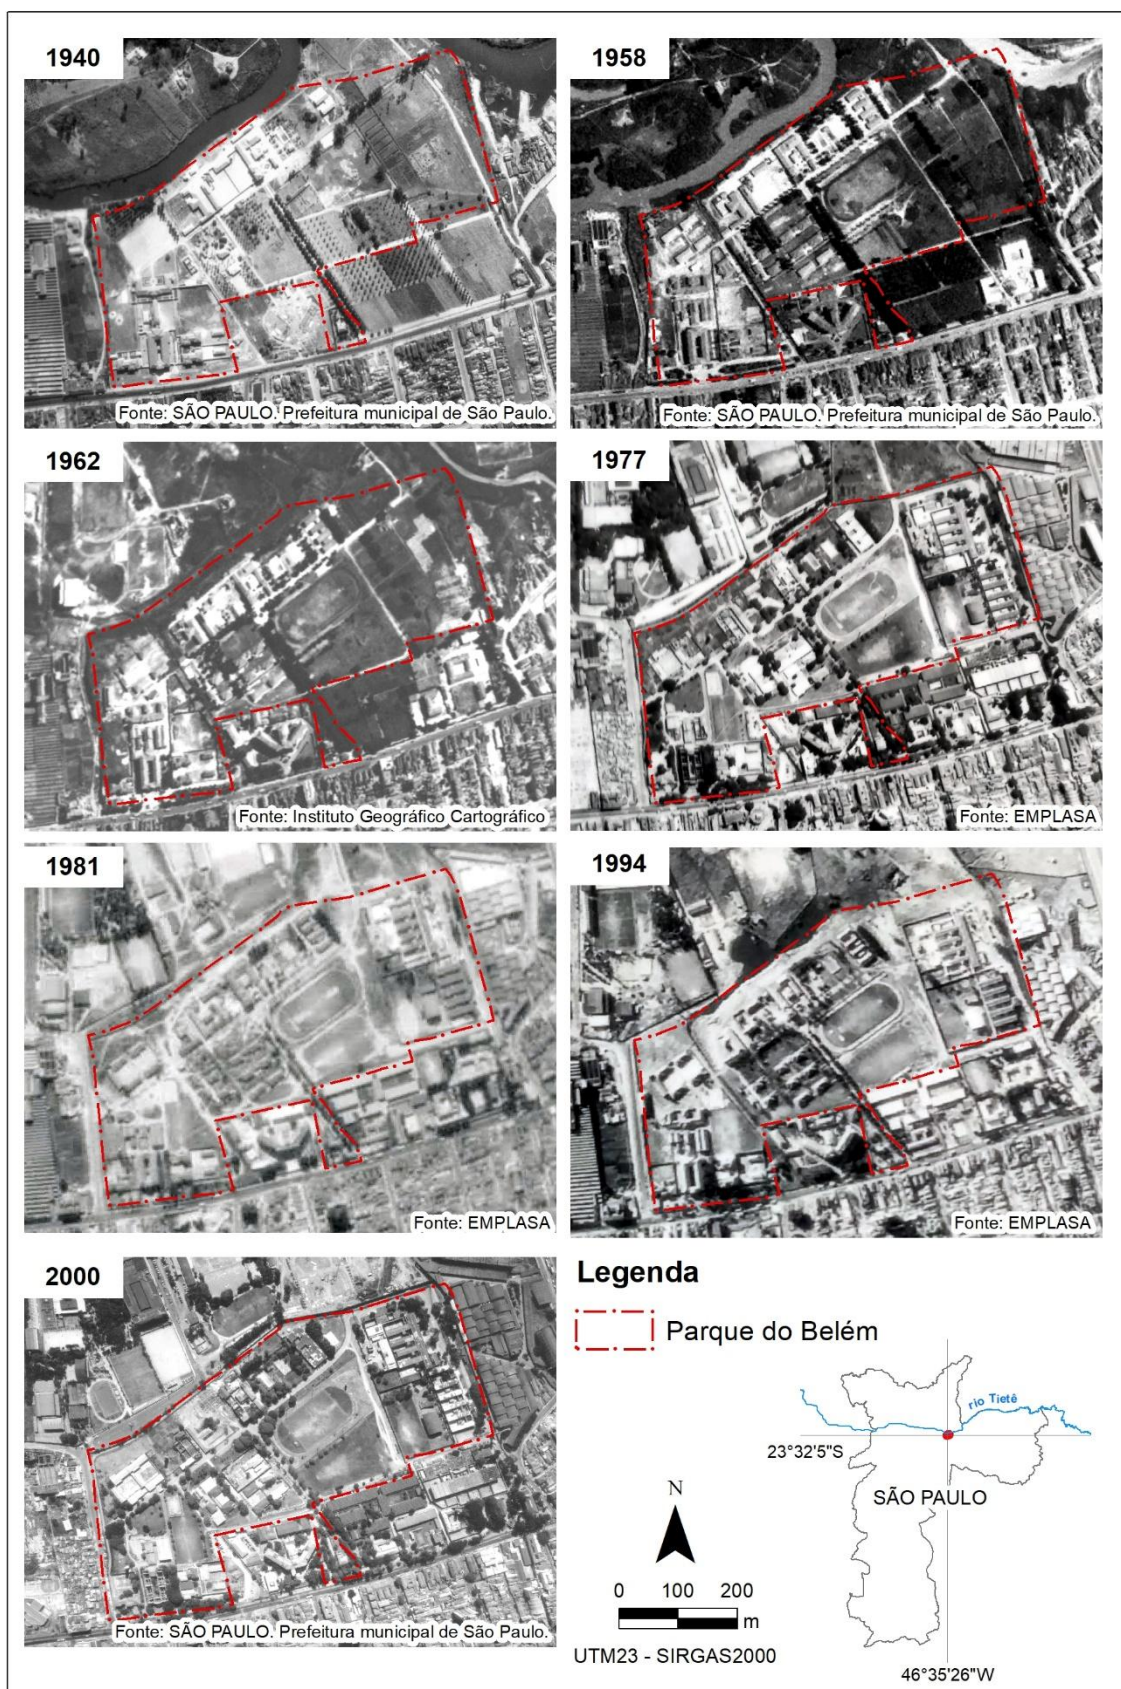 1940
Fonte: SÃO PAULO. Prefeitura municipal de São Paulo.
1958
Fonte: SÃO PAULO. Prefeitura municipal de São Paulo.
1962
Fonte: Instituto Geográfico Cartográfico
1977
Fonte: EMPLASA
1981
Fonte: EMPLASA
1994
Fonte: EMPLASA
2000
Fonte: SÃO PAULO. Prefeitura municipal de São Paulo.
Legenda
Parque do Belém
rio Tietê
23°32'5"S
SÃO PAULO
N
0 100 200
m
UTM23 - SIRGAS2000
46°35'26"W